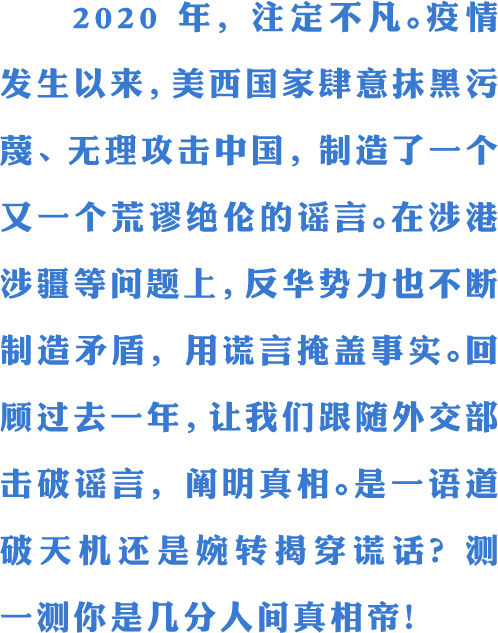 2020 年，注定不凡。疫情
发生以来，美西国家肆意抹黑污
蔑、无理攻击中国，制造了一个
又一个荒谬绝伦的谣言。在涉港
涉疆等问题上，反华势力也不断
制造矛盾，用谎言掩盖事实。回
顾过去一年，让我们跟随外交部
击破谣言，阐明真相。是一语道
破天机还是婉转揭穿谎话？测
一测你是几分人间真相帝！